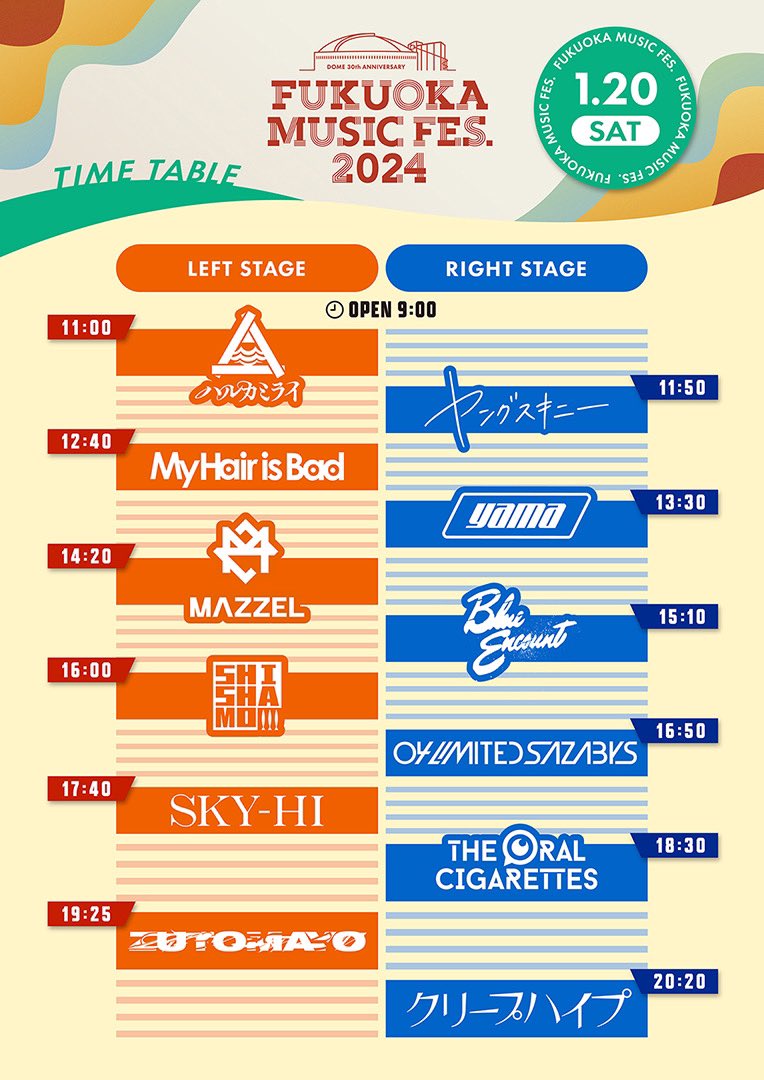 DOME 30th ANNIVERSARY
FUKUOKA
MUSIC FES.
2024
FUKUOKA MUSIC FES. FUKUOKA MUSIC FES. FUKUOKA MUSIC FES.
1.20
SAT
TIME TABLE
LEFT STAGE
RIGHT STAGE
OPEN 9:00
11:00
ハルカミライ
11:50
ヤングスキニー
12:40
My Hair is Bad
13:30
yama
14:20
MAZZEL
15:10
Blue
Encount
16:00
SHI
SHA
MO!!!
16:50
04 LIMITED SAZABYS
17:40
SKY-HI
18:30
THE ORAL
CIGARETTES
19:25
ZUTOMAYO
20:20
クリープハイプ